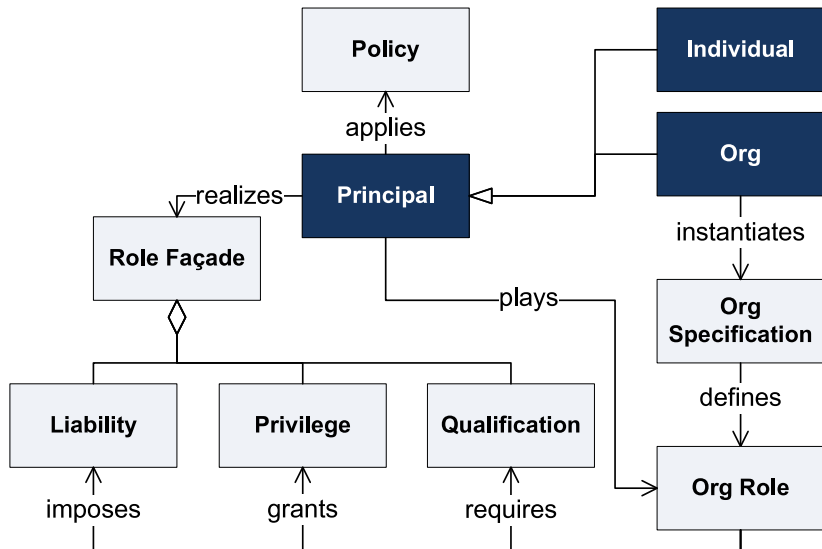 Policy
Individual
applies
Org
realizes
Principal
Role Façade
instantiates
plays
Org
Specification
defines
Liability
Privilege
Qualification
Org Role
imposes
grants
requires